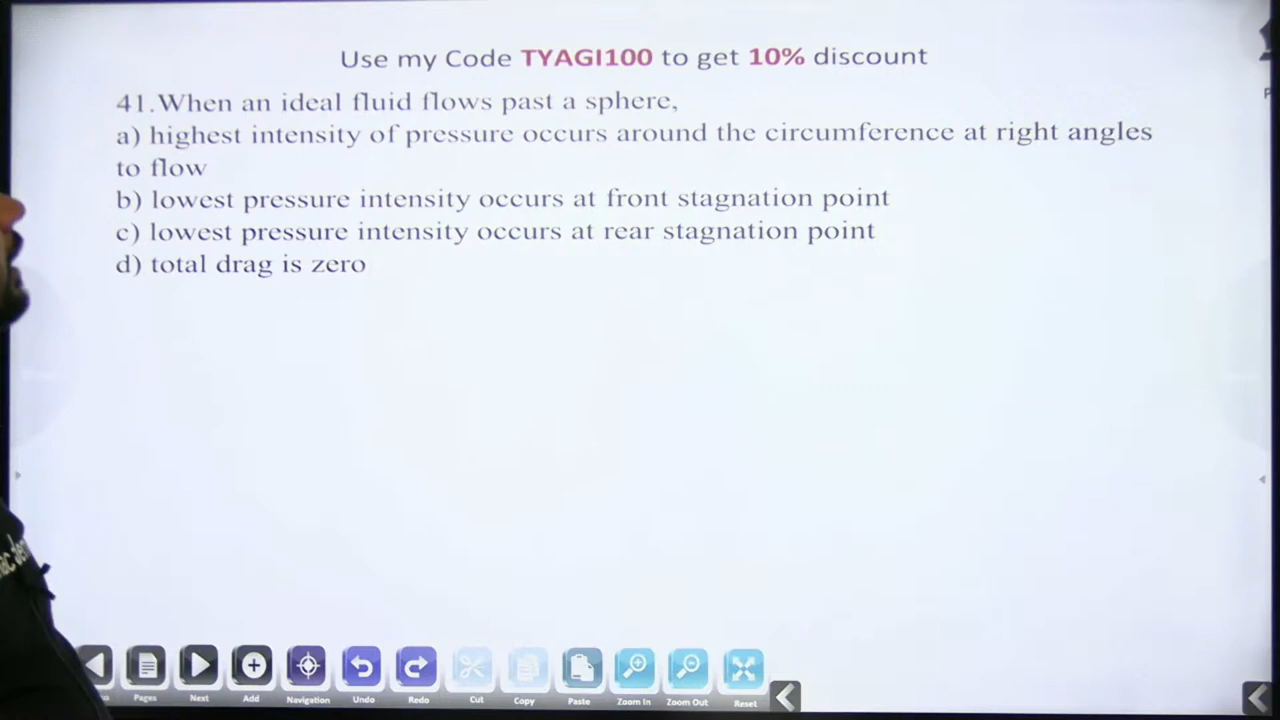 Use my Code TYAGI100 to get 10% discount
41.When an ideal fluid flows past a sphere,
a) highest intensity of pressure occurs around the circumference at right angles
to flow
b) lowest pressure intensity occurs at front stagnation point
c) lowest pressure intensity occurs at rear stagnation point
d) total drag is zero
Pages Next Add Navigation Undo Redo Cut Copy Paste Zoom In Zoom Out Reset